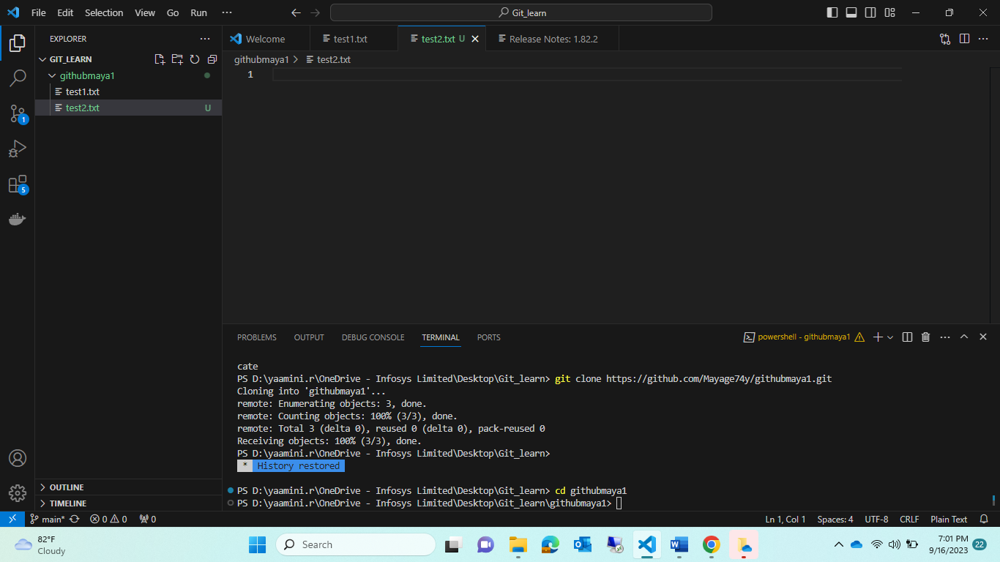 File Edit Selection View Go Run ··· Git_learn
EXPLORER ···
GIT_LEARN
githubmaya1
test1.txt
test2.txt U
1
5
OUTLINE
TIMELINE
Welcome test1.txt test2.txt U Release Notes: 1.82.2
githubmaya1 > test2.txt
1
PROBLEMS OUTPUT DEBUG CONSOLE TERMINAL PORTS powershell - githubmaya1
cate
PS D:\yaamini.r\OneDrive - Infosys Limited\Desktop\Git_learn> git clone https://github.com/Mayage74y/githubmaya1.git
Cloning into 'githubmaya1'...
remote: Enumerating objects: 3, done.
remote: Counting objects: 100% (3/3), done.
remote: Total 3 (delta 0), reused 0 (delta 0), pack-reused 0
Receiving objects: 100% (3/3), done.
PS D:\yaamini.r\OneDrive - Infosys Limited\Desktop\Git_learn>
* History restored
PS D:\yaamini.r\OneDrive - Infosys Limited\Desktop\Git_learn> cd githubmaya1
PS D:\yaamini.r\OneDrive - Infosys Limited\Desktop\Git_learn\githubmaya1>
main* 0 0 0 Ln 1, Col 1 Spaces: 4 UTF-8 CRLF Plain Text
82°F
Cloudy
Search
7:01 PM
9/16/2023
22